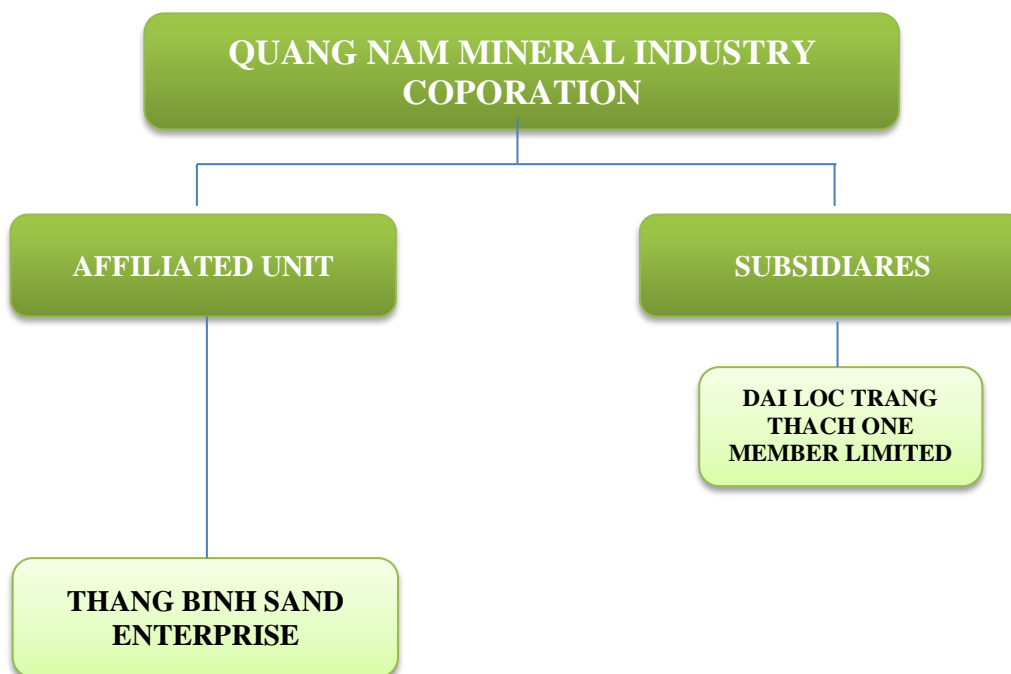 QUANG NAM MINERAL INDUSTRY
COPORATION
AFFILIATED UNIT
SUBSIDIARES
DAI LOC TRANG
THACH ONE
MEMBER LIMITED
THANG BINH SAND
ENTERPRISE